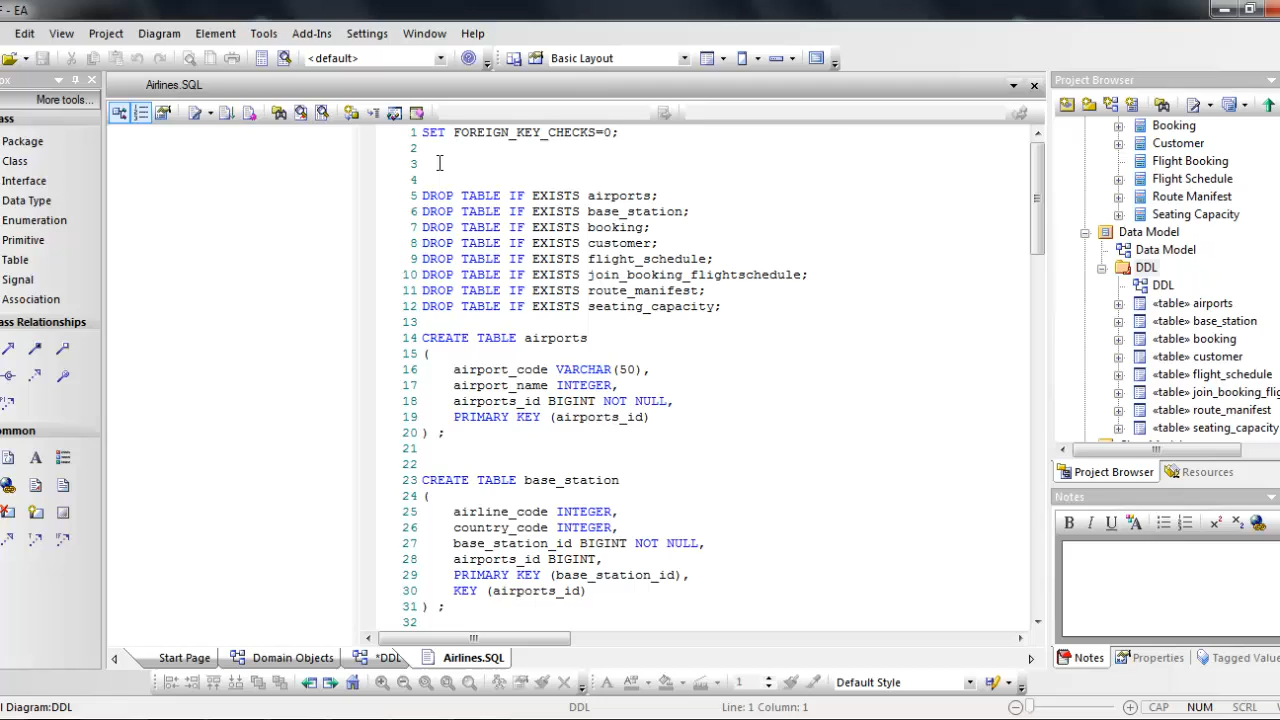 F - EA
Edit View Project Diagram Element Tools Add-Ins Settings Window Help
<default> Basic Layout
ox
More tools...
Airlines.SQL
Project Browser
ass
Package
Class
Interface
Data Type
Enumeration
Primitive
Table
Signal
Association
ass Relationships
ommon
1 SET FOREIGN_KEY_CHECKS=0;
2
3
4
5 DROP TABLE IF EXISTS airports;
6 DROP TABLE IF EXISTS base_station;
7 DROP TABLE IF EXISTS booking;
8 DROP TABLE IF EXISTS customer;
9 DROP TABLE IF EXISTS flight_schedule;
10 DROP TABLE IF EXISTS join_booking_flightschedule;
11 DROP TABLE IF EXISTS route_manifest;
12 DROP TABLE IF EXISTS seating_capacity;
13
14 CREATE TABLE airports
15 (
16 airport_code VARCHAR(50),
17 airport_name INTEGER,
18 airports_id BIGINT NOT NULL,
19 PRIMARY KEY (airports_id)
20 ) ;
21
22
23 CREATE TABLE base_station
24 (
25 airline_code INTEGER,
26 country_code INTEGER,
27 base_station_id BIGINT NOT NULL,
28 airports_id BIGINT,
29 PRIMARY KEY (base_station_id),
30 KEY (airports_id)
31 ) ;
32
Booking
Customer
Flight Booking
Flight Schedule
Route Manifest
Seating Capacity
Data Model
Data Model
DDL
DDL
«table» airports
«table» base_station
«table» booking
«table» customer
«table» flight_schedule
«table» join_booking_flig
«table» route_manifest
«table» seating_capacity
Project Browser Resources
Notes
B I U A
Notes Properties Tagged Value
Start Page Domain Objects *DDL Airlines.SQL
1 Default Style
l Diagram:DDL DDL Line: 1 Column: 1 CAP NUM SCRL